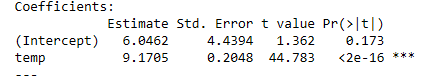 Coefficients:
Estimate Std. Error t value Pr(>|t|)
(Intercept) 6.0462 4.4394 1.362 0.173
temp 9.1705 0.2048 44.783 <2e-16 ***
---